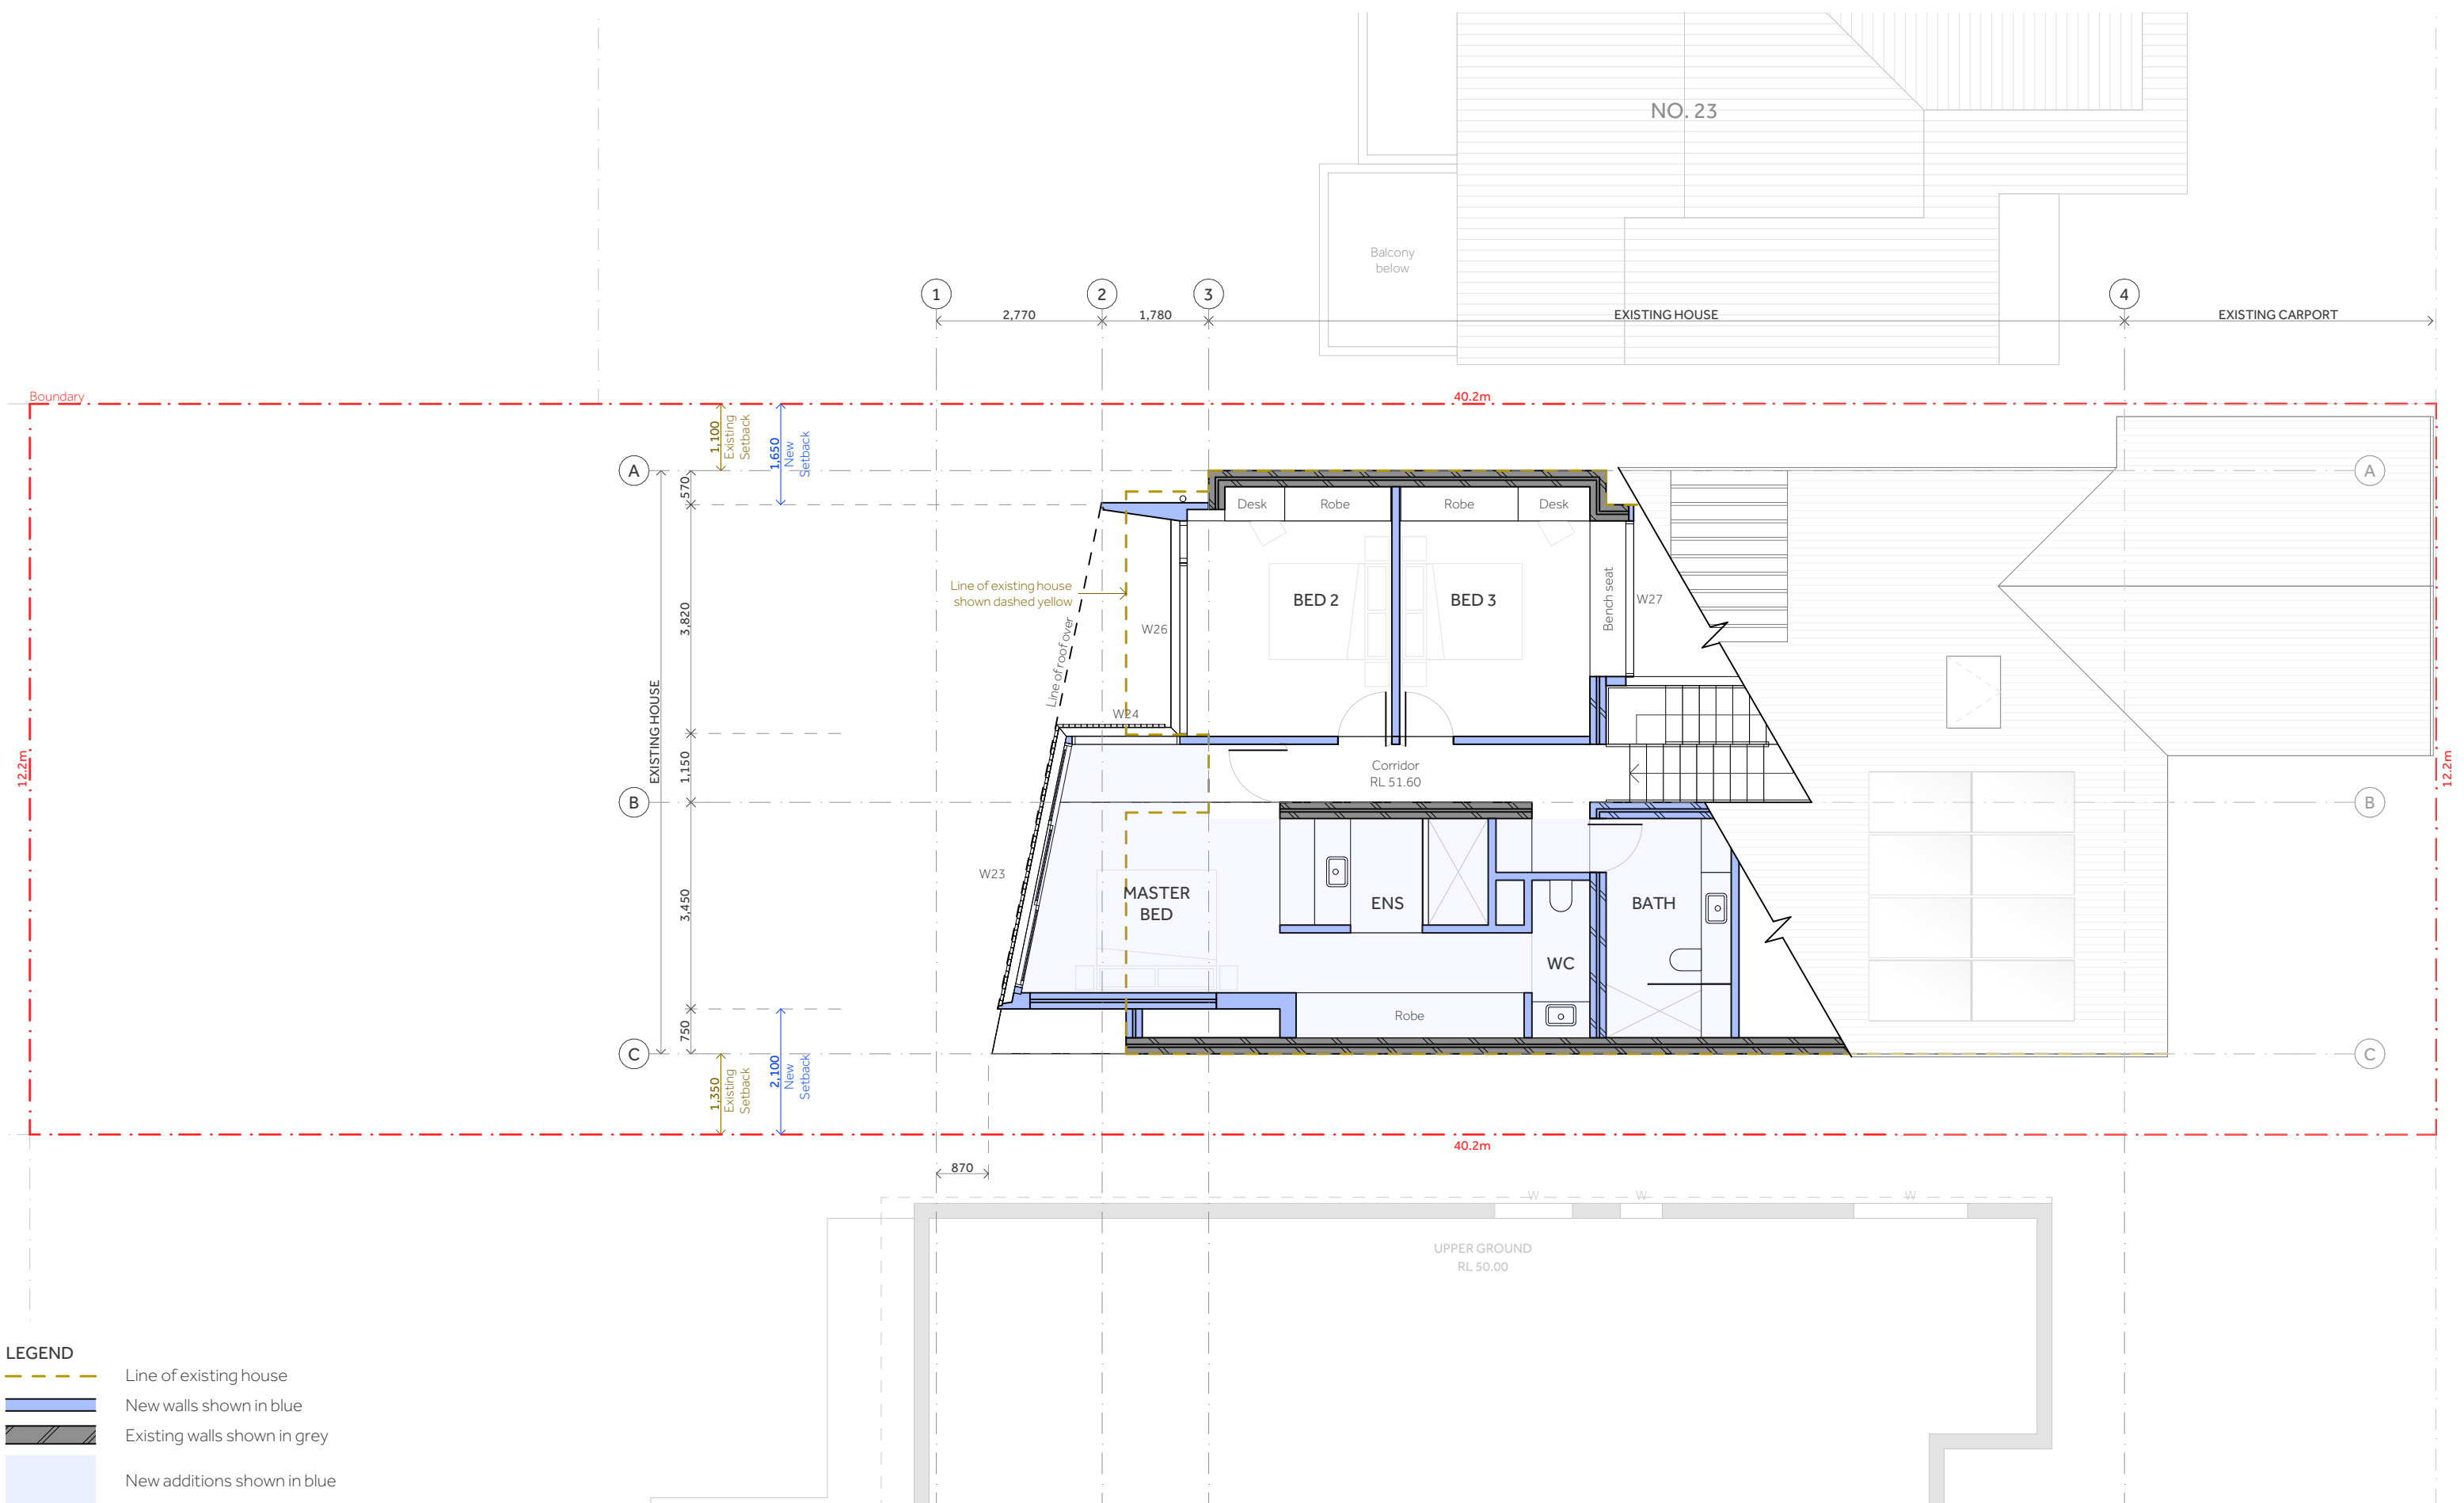 NO. 23
Balcony
below
1
2
3
4
2,770
1,780
EXISTING HOUSE
EXISTING CARPORT
Boundary
40.2m
1,100
Existing
Setback
1,650
New
Setback
A
570
A
Desk
Robe
Robe
Desk
Line of existing house
shown dashed yellow
3,820
Line of roof over
W26
BED 2
BED 3
Bench seat
W27
EXISTING HOUSE
W24
12.2m
1,150
Corridor
RL 51.60
12.2m
B
B
W23
3,450
MASTER
BED
ENS
BATH
WC
Robe
750
C
C
1,350
Existing
Setback
2,100
New
Setback
40.2m
870
W
W
W
UPPER GROUND
RL 50.00
LEGEND
Line of existing house
New walls shown in blue
Existing walls shown in grey
New additions shown in blue